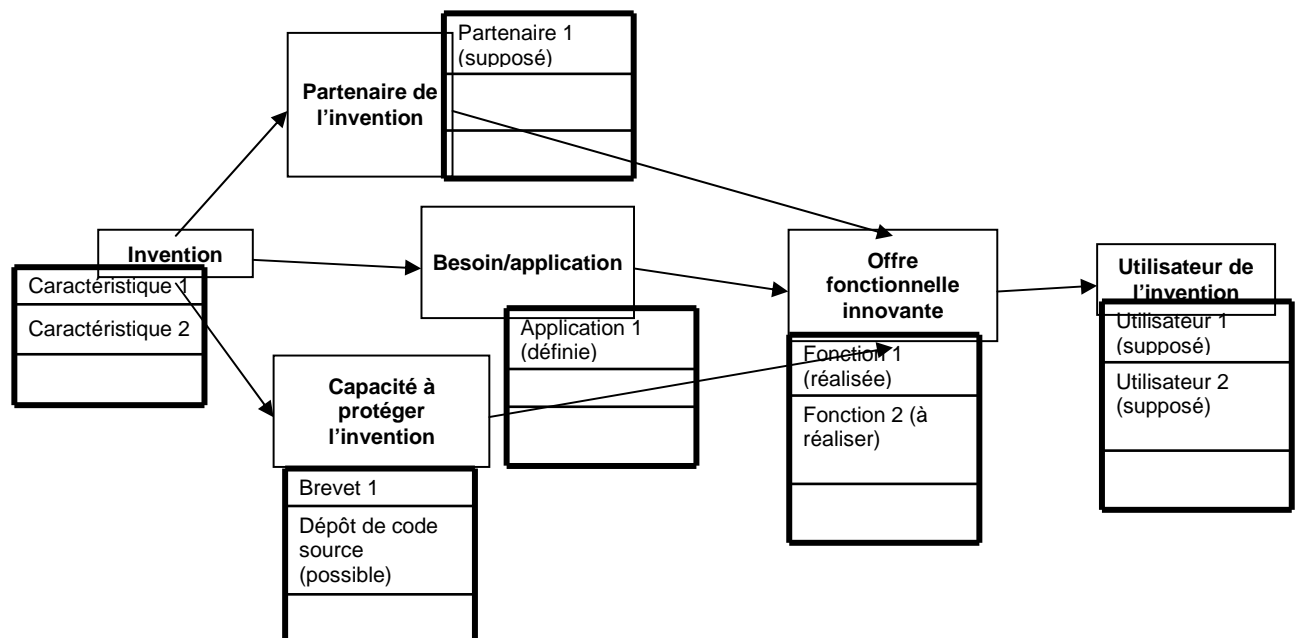 Partenaire 1
(supposé)
Partenaire de
l'invention
Invention
Caractéristique 1
Caractéristique 2
Besoin/application
Application 1
(définie)
Capacité à
protéger
l'invention
Brevet 1
Dépôt de code
source
(possible)
Offre
fonctionnelle
innovante
Fonction 1
(réalisée)
Fonction 2 (à
réaliser)
Utilisateur de
l'invention
Utilisateur 1
(supposé)
Utilisateur 2
(supposé)